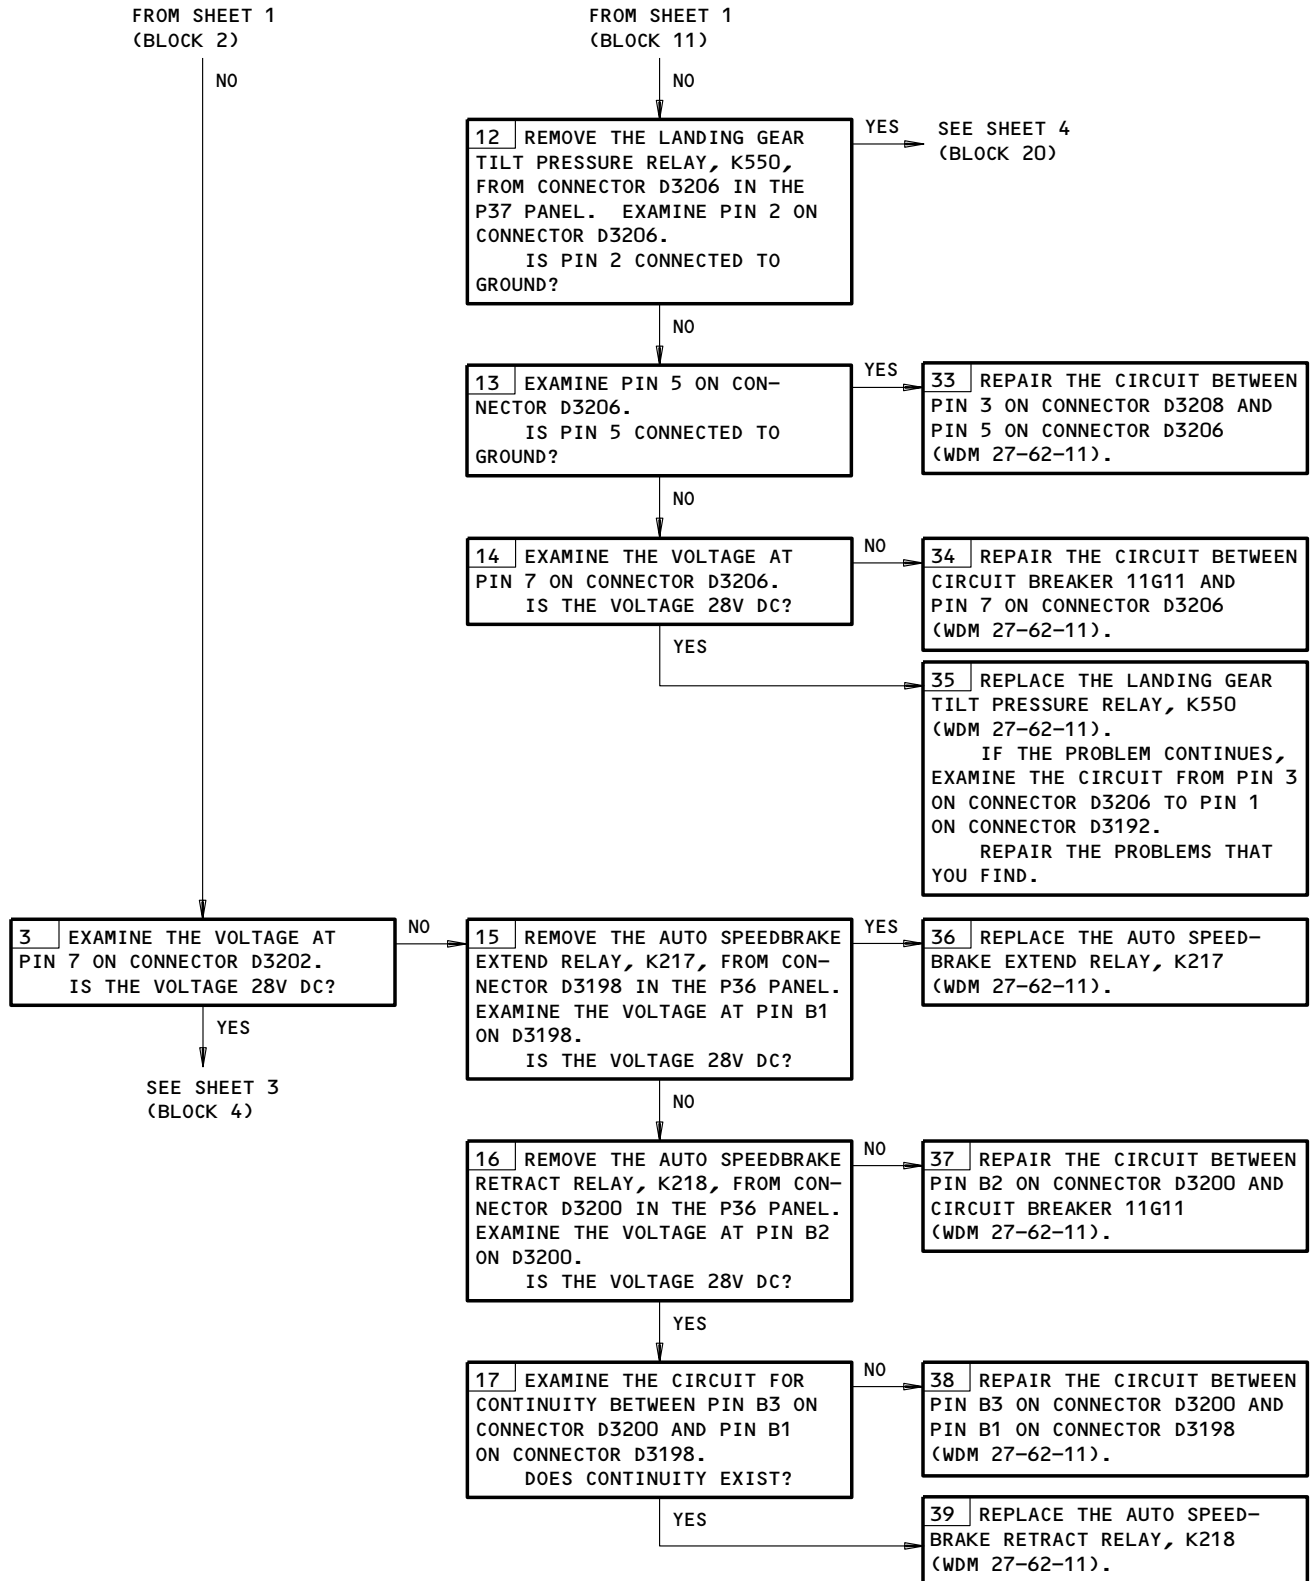 FROM SHEET 1
(BLOCK 2)
NO
FROM SHEET 1
(BLOCK 11)
NO
12 REMOVE THE LANDING GEAR
TILT PRESSURE RELAY, K550,
FROM CONNECTOR D3206 IN THE
P37 PANEL. EXAMINE PIN 2 ON
CONNECTOR D3206.
IS PIN 2 CONNECTED TO
GROUND?
YES
SEE SHEET 4
(BLOCK 20)
NO
13 EXAMINE PIN 5 ON CON-
NECTOR D3206.
IS PIN 5 CONNECTED TO
GROUND?
YES
33 REPAIR THE CIRCUIT BETWEEN
PIN 3 ON CONNECTOR D3208 AND
PIN 5 ON CONNECTOR D3206
(WDM 27-62-11).
NO
14 EXAMINE THE VOLTAGE AT
PIN 7 ON CONNECTOR D3206.
IS THE VOLTAGE 28V DC?
NO
34 REPAIR THE CIRCUIT BETWEEN
CIRCUIT BREAKER 11G11 AND
PIN 7 ON CONNECTOR D3206
(WDM 27-62-11).
YES
35 REPLACE THE LANDING GEAR
TILT PRESSURE RELAY, K550
(WDM 27-62-11).
IF THE PROBLEM CONTINUES,
EXAMINE THE CIRCUIT FROM PIN 3
ON CONNECTOR D3206 TO PIN 1
ON CONNECTOR D3192.
REPAIR THE PROBLEMS THAT
YOU FIND.
3 EXAMINE THE VOLTAGE AT
PIN 7 ON CONNECTOR D3202.
IS THE VOLTAGE 28V DC?
NO
YES
SEE SHEET 3
(BLOCK 4)
15 REMOVE THE AUTO SPEEDBRAKE
EXTEND RELAY, K217, FROM CON-
NECTOR D3198 IN THE P36 PANEL.
EXAMINE THE VOLTAGE AT PIN B1
ON D3198.
IS THE VOLTAGE 28V DC?
YES
36 REPLACE THE AUTO SPEED-
BRAKE EXTEND RELAY, K217
(WDM 27-62-11).
NO
16 REMOVE THE AUTO SPEEDBRAKE
RETRACT RELAY, K218, FROM CON-
NECTOR D3200 IN THE P36 PANEL.
EXAMINE THE VOLTAGE AT PIN B2
ON D3200.
IS THE VOLTAGE 28V DC?
NO
37 REPAIR THE CIRCUIT BETWEEN
PIN B2 ON CONNECTOR D3200 AND
CIRCUIT BREAKER 11G11
(WDM 27-62-11).
YES
17 EXAMINE THE CIRCUIT FOR
CONTINUITY BETWEEN PIN B3 ON
CONNECTOR D3200 AND PIN B1
ON CONNECTOR D3198.
DOES CONTINUITY EXIST?
NO
38 REPAIR THE CIRCUIT BETWEEN
PIN B3 ON CONNECTOR D3200 AND
PIN B1 ON CONNECTOR D3198
(WDM 27-62-11).
YES
39 REPLACE THE AUTO SPEED-
BRAKE RETRACT RELAY, K218
(WDM 27-62-11).